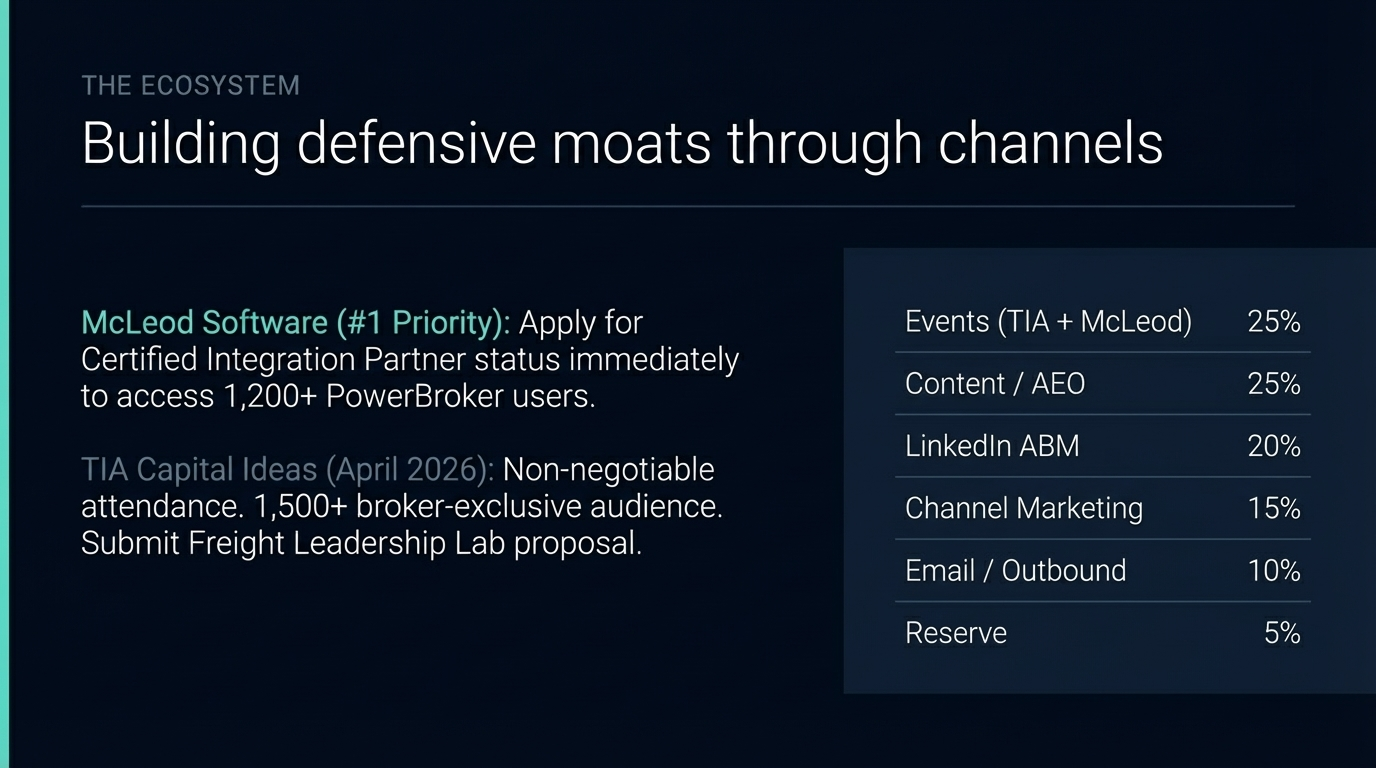 THE ECOSYSTEM
Building defensive moats through channels
McLeod Software (#1 Priority): Apply for
Certified Integration Partner status immediately
to access 1,200+ PowerBroker users.
TIA Capital Ideas (April 2026): Non-negotiable
attendance. 1,500+ broker-exclusive audience.
Submit Freight Leadership Lab proposal.
Events (TIA + McLeod) 25%
Content / AEO 25%
LinkedIn ABM 20%
Channel Marketing 15%
Email / Outbound 10%
Reserve 5%